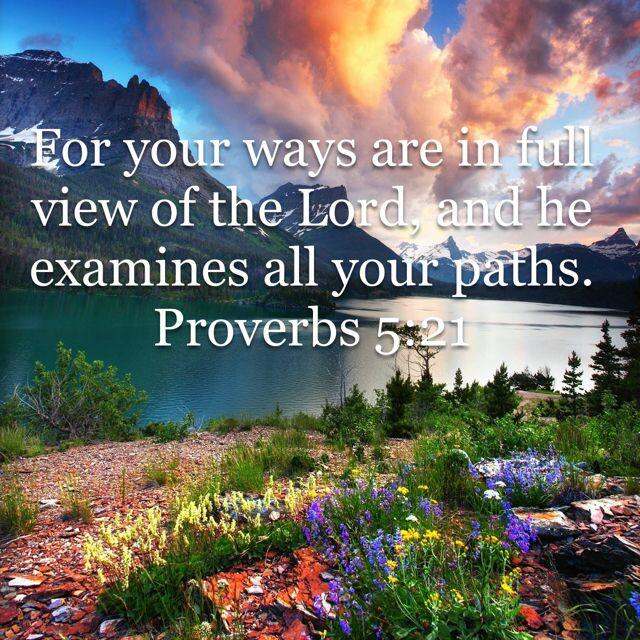 For your ways are in full
view of the Lord, and he
examines all your paths.
Proverbs 5:21